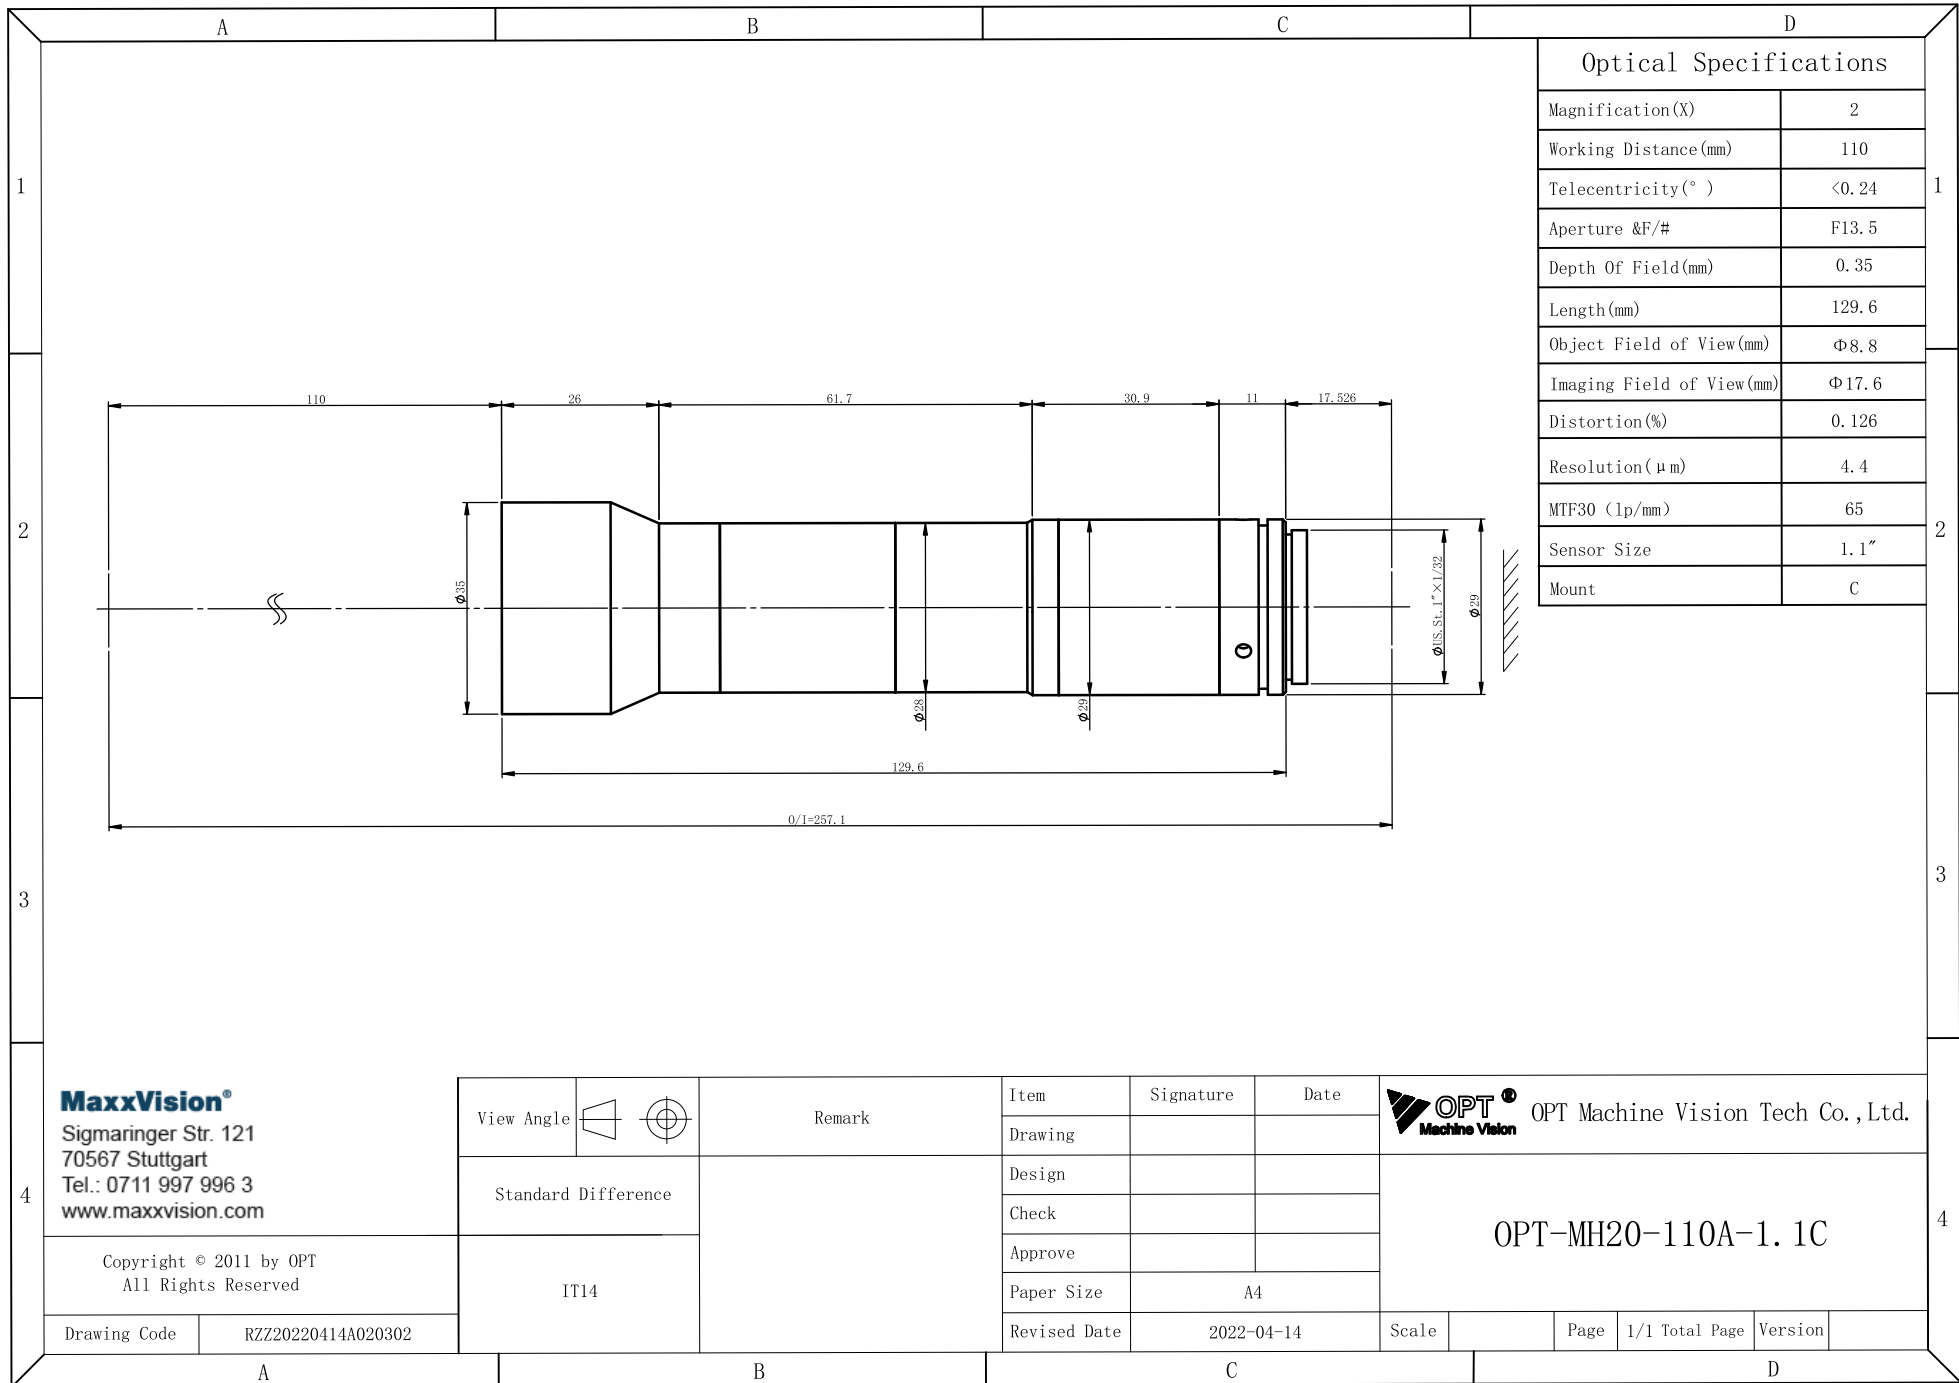 A B C D
Optical Specifications
Magnification(X) 2
Working Distance(mm) 110
Telecentricity(° ) <0.24
Aperture &F/# F13.5
Depth Of Field(mm) 0.35
Length(mm) 129.6
Object Field of View(mm) Φ8.8
Imaging Field of View(mm) Φ17.6
Distortion(%) 0.126
Resolution(μm) 4.4
MTF30（lp/mm） 65
Sensor Size 1.1″
Mount C
1 1
110 26 61.7 30.9 11 17.526
2 2
ϕ35
ϕ28
ϕ29
ϕUS.St.1″×1/32
ϕ29
129.6
O/I=257.1
3 3
4 4
MaxxVision®
Sigmaringer Str. 121
70567 Stuttgart
Tel.: 0711 997 996 3
www.maxxvision.com
Copyright © 2011 by OPT
All Rights Reserved
Drawing Code RZZ20220414A020302
View Angle
Remark
Standard Difference
IT14
Item Signature Date
Drawing
Design
Check
Approve
Paper Size A4
Revised Date 2022-04-14
OPT ®
Machine Vision
OPT Machine Vision Tech Co.,Ltd.
OPT-MH20-110A-1.1C
Scale Page 1/1 Total Page Version
A B C D